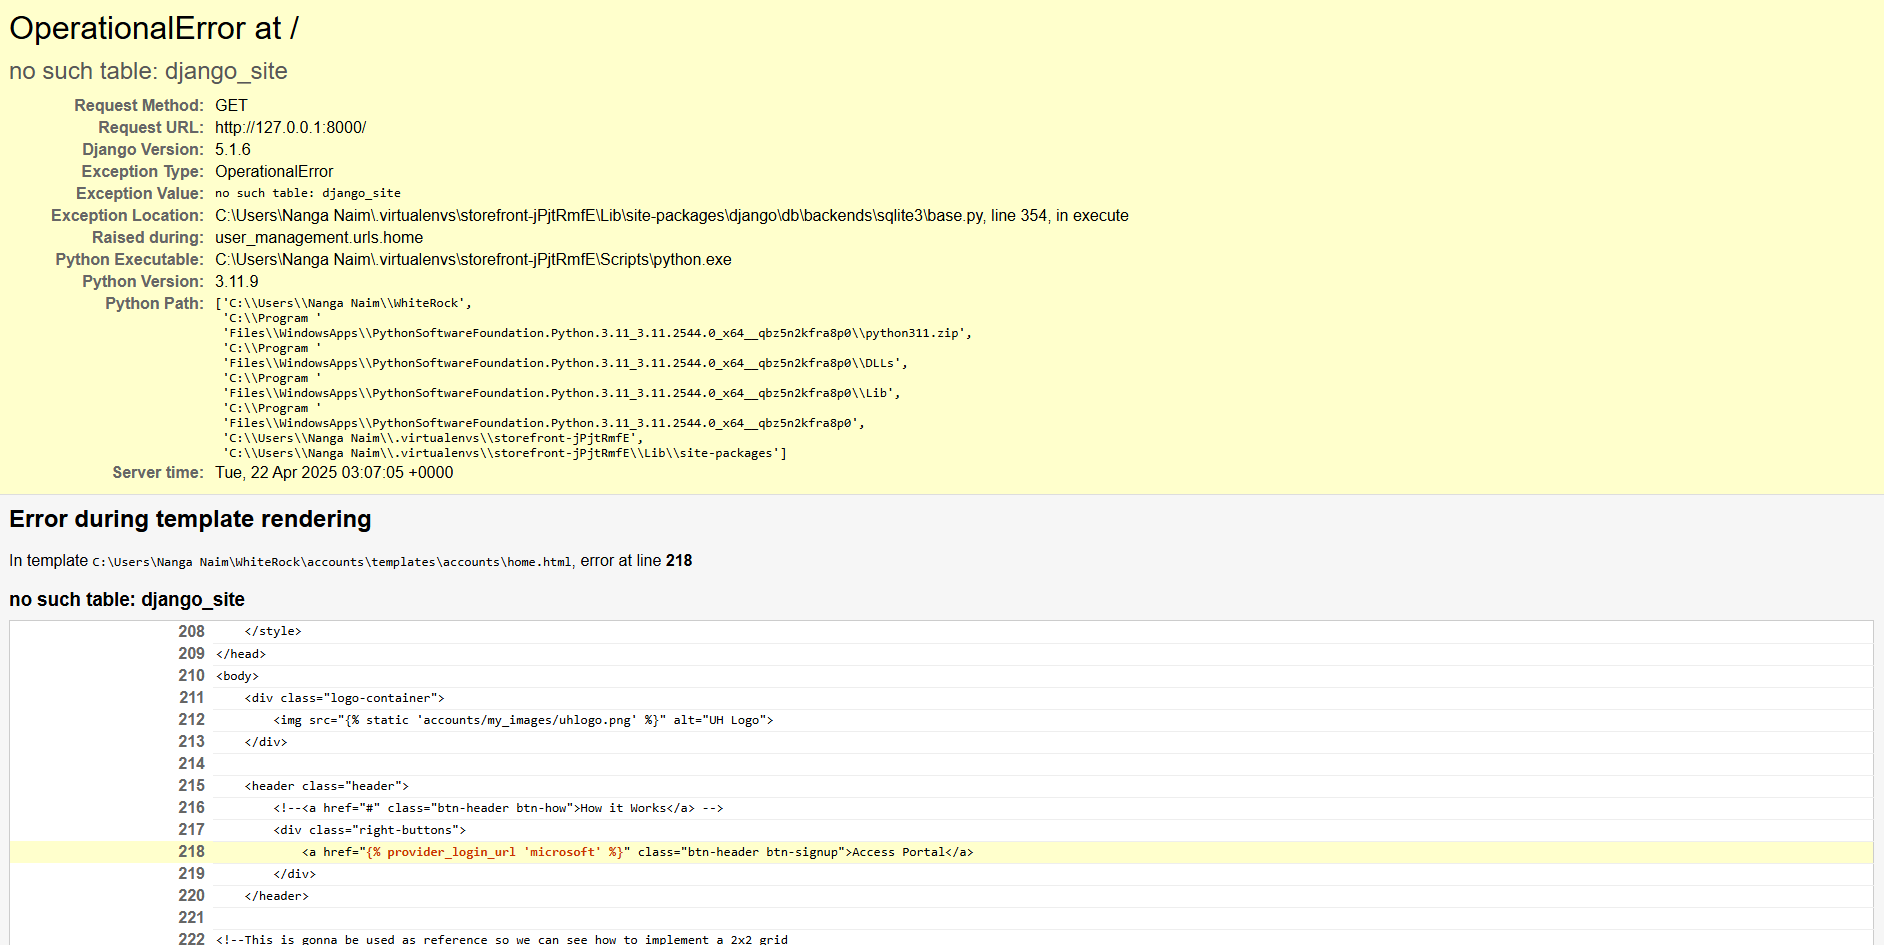 OperationalError at /
no such table: django_site
Request Method: GET
Request URL: http://127.0.0.1:8000/
Django Version: 5.1.6
Exception Type: OperationalError
Exception Value: no such table: django_site
Exception Location: C:\Users\Nanga Naim\.virtualenvs\storefront-jPjtRmfE\Lib\site-packages\django\db\backends\sqlite3\base.py, line 354, in execute
Raised during: user_management.urls.home
Python Executable: C:\Users\Nanga Naim\.virtualenvs\storefront-jPjtRmfE\Scripts\python.exe
Python Version: 3.11.9
Python Path: ['C:\\Users\\Nanga Naim\\WhiteRock',
'C:\\Program '
'Files\\WindowsApps\\PythonSoftwareFoundation.Python.3.11_3.11.2544.0_x64__qbz5n2kfra8p0\\python311.zip',
'C:\\Program '
'Files\\WindowsApps\\PythonSoftwareFoundation.Python.3.11_3.11.2544.0_x64__qbz5n2kfra8p0\\DLLs',
'C:\\Program '
'Files\\WindowsApps\\PythonSoftwareFoundation.Python.3.11_3.11.2544.0_x64__qbz5n2kfra8p0\\Lib',
'C:\\Program '
'Files\\WindowsApps\\PythonSoftwareFoundation.Python.3.11_3.11.2544.0_x64__qbz5n2kfra8p0',
'C:\\Users\\Nanga Naim\\.virtualenvs\\storefront-jPjtRmfE',
'C:\\Users\\Nanga Naim\\.virtualenvs\\storefront-jPjtRmfE\\Lib\\site-packages']
Server time: Tue, 22 Apr 2025 03:07:05 +0000
Error during template rendering
In template C:\Users\Nanga Naim\WhiteRock\accounts\templates\accounts\home.html, error at line 218
no such table: django_site
208 </style>
209 </head>
210 <body>
211 <div class="logo-container">
212 <img src="{% static 'accounts/my_images/uhlogo.png' %}" alt="UH Logo">
213 </div>
214
215 <header class="header">
216 <!--<a href="#" class="btn-header btn-how">How it Works</a> -->
217 <div class="right-buttons">
218 <a href="{% provider_login_url 'microsoft' %}" class="btn-header btn-signup">Access Portal</a>
219 </div>
220 </header>
221
222 <!--This is gonna be used as reference so we can see how to implement a 2x2 grid